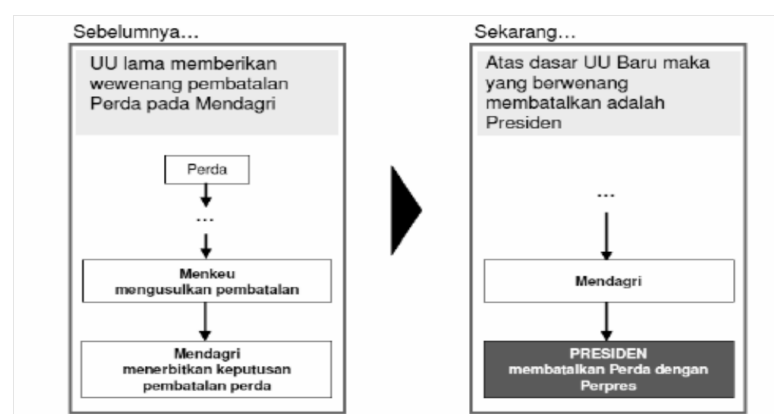 Sebelumnya...
UU lama memberikan
wewenang pembatalan
Perda pada Mendagri
Perda
...
Menkeu
mengusulkan pembatalan
Mendagri
menerbitkan keputusan
pembatalan perda
Sekarang...
Atas dasar UU Baru maka
yang berwenang
membatalkan adalah
Presiden
...
Mendagri
PRESIDEN
membatalkan Perda dengan
Perpres